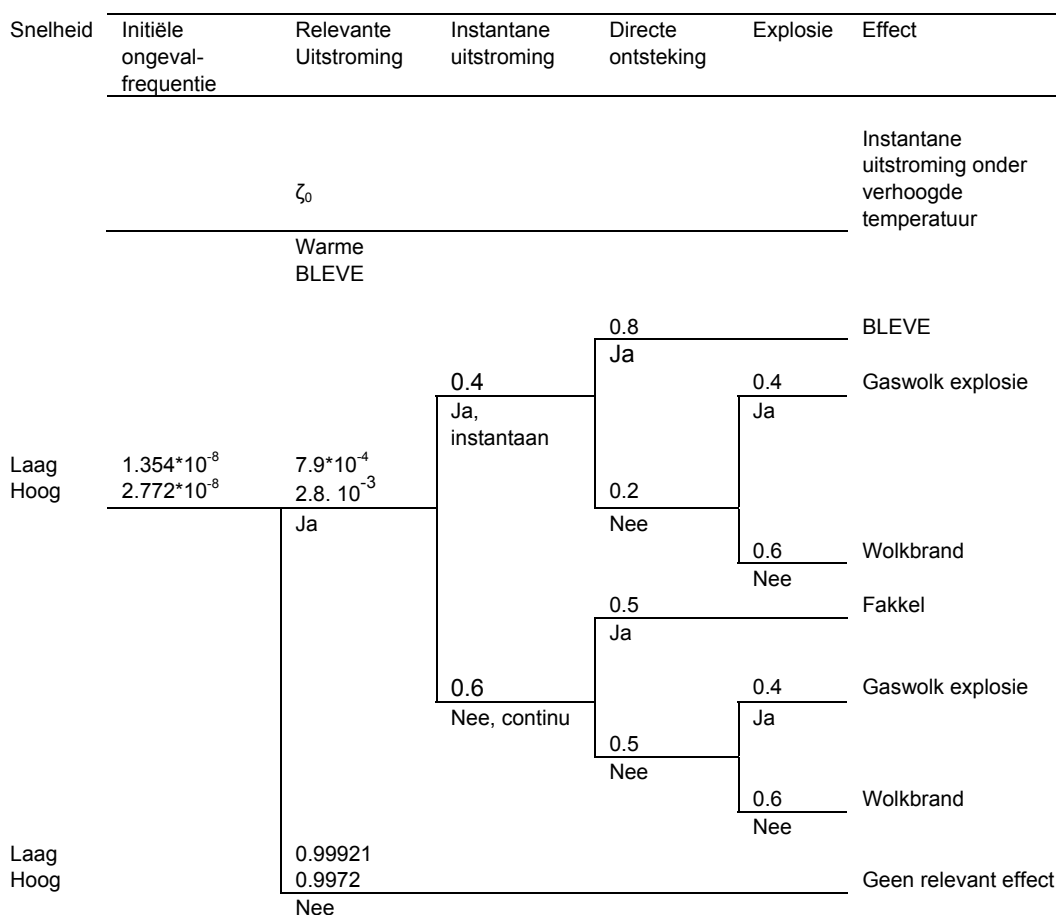 Snelheid Initiële Relevante Instantane Directe Explosie Effect
ongeval- Uitstroming uitstroming ontsteking
frequentie
Instantane
uitstroming onder
ζ0 verhoogde
temperatuur
Warme
BLEVE
0.8 BLEVE
Ja
0.4 0.4 Gaswolk explosie
Ja, Ja
instantaan
Laag 1.354*10-8 7.9*10-4
Hoog 2.772*10-8 2.8. 10-3 0.2
Ja Nee
0.6 Wolkbrand
Nee
0.5 Fakkel
Ja
0.6 0.4 Gaswolk explosie
Nee, continu Ja
0.5
Nee
0.6 Wolkbrand
Nee
Laag 0.99921
Hoog 0.9972 Geen relevant effect
Nee